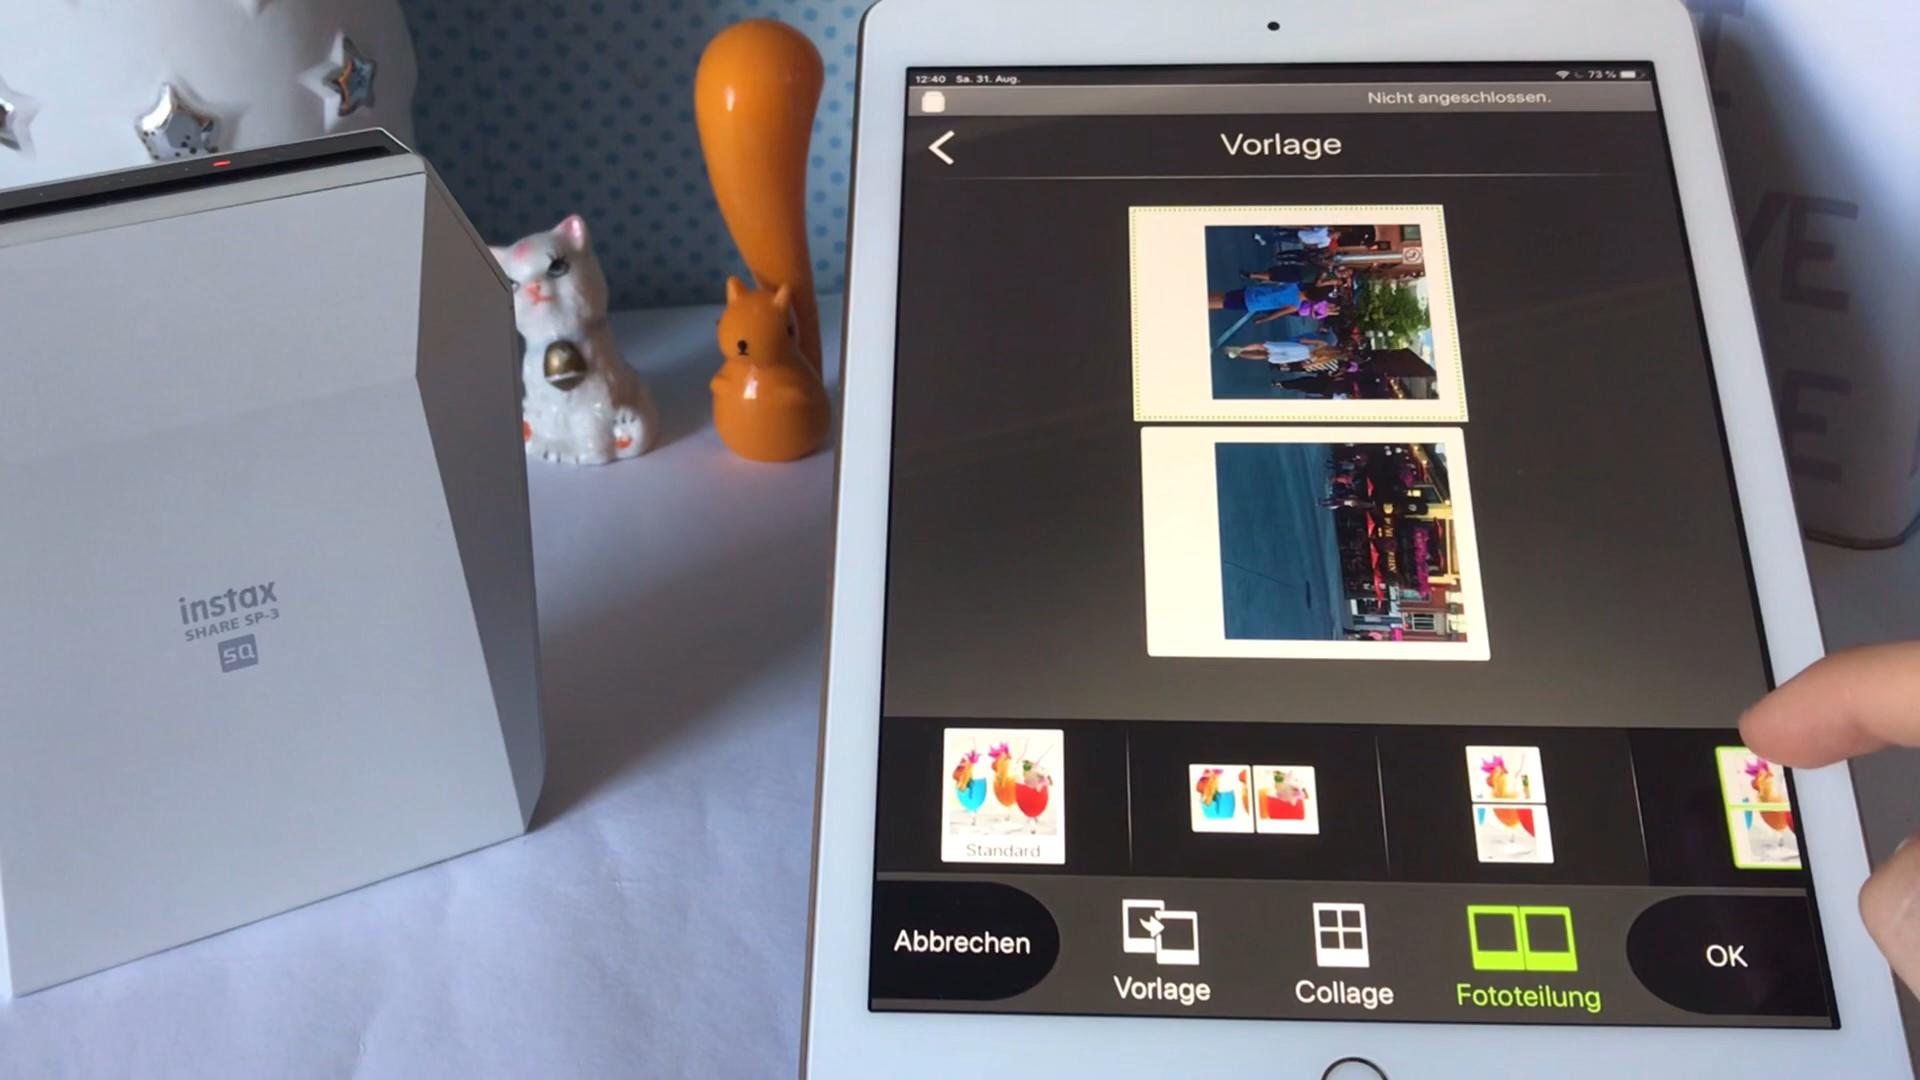 12:40 Sa. 31. Aug.
73 %
Nicht angeschlossen.
Vorlage
instax
SHARE SP-3
SQ
Standard
Abbrechen
Vorlage
Collage
Fototeilung
OK